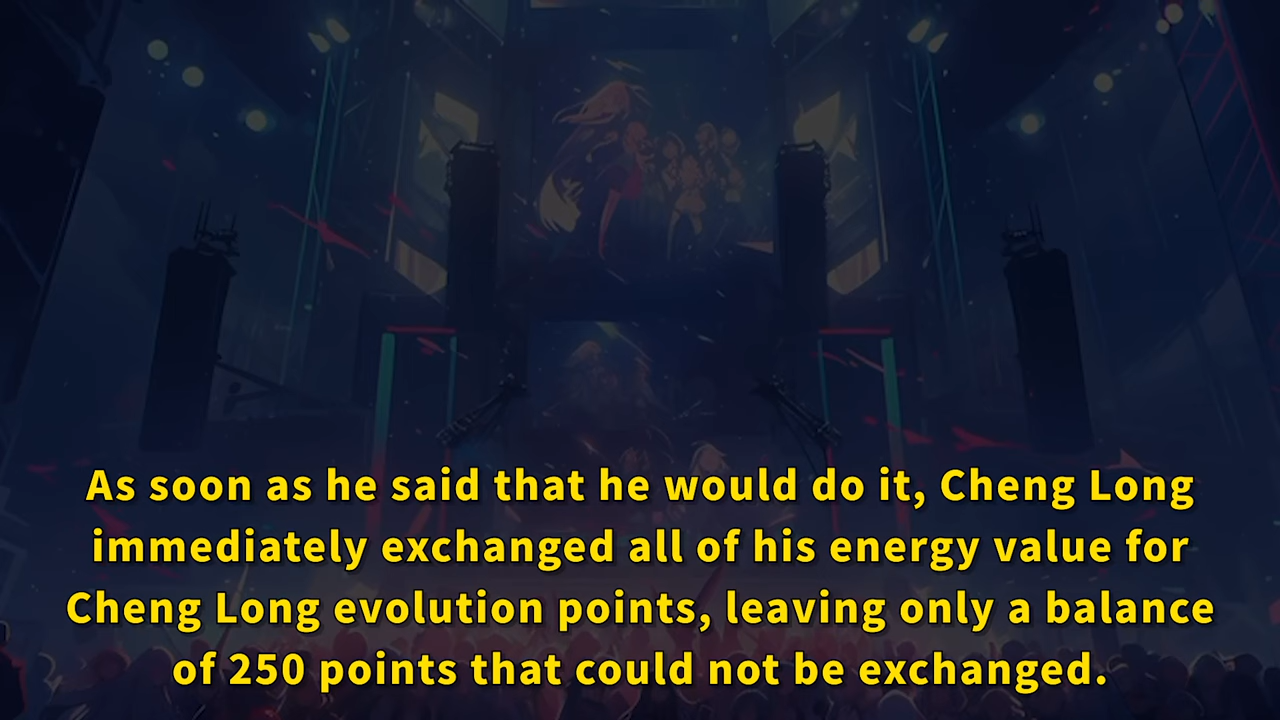 As soon as he said that he would do it, Cheng Long
immediately exchanged all of his energy value for
Cheng Long evolution points, leaving only a balance
of 250 points that could not be exchanged.